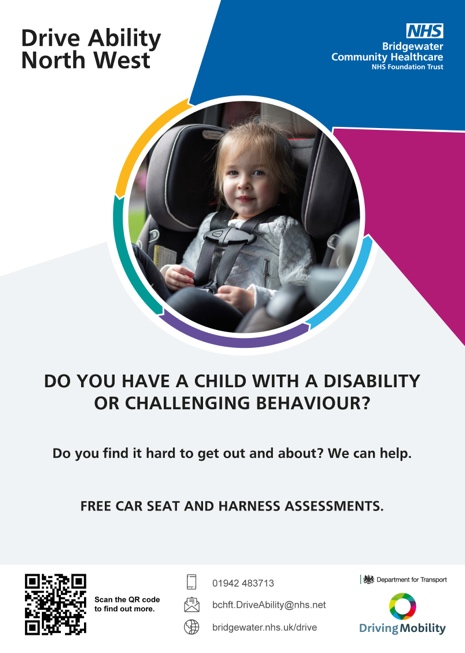 Drive Ability
North West
NHS
Bridgewater
Community Healthcare
NHS Foundation Trust
DO YOU HAVE A CHILD WITH A DISABILITY
OR CHALLENGING BEHAVIOUR?
Do you find it hard to get out and about? We can help.
FREE CAR SEAT AND HARNESS ASSESSMENTS.
Scan the QR code
to find out more.
01942 483713
bchft.DriveAbility@nhs.net
bridgewater.nhs.uk/drive
Department for Transport
DrivingMobility